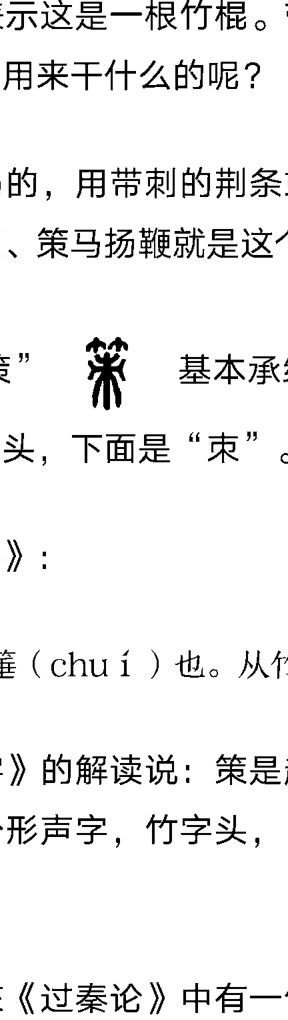 示这是一根竹棍。
用来干什么的呢？
的，用带刺的荆条
、策马扬鞭就是这
”　　基本承
头，下面是“朿”。
》：
箠（chuí）也。从
》的解读说：策是
形声字，竹字头，
《过秦论》中有一